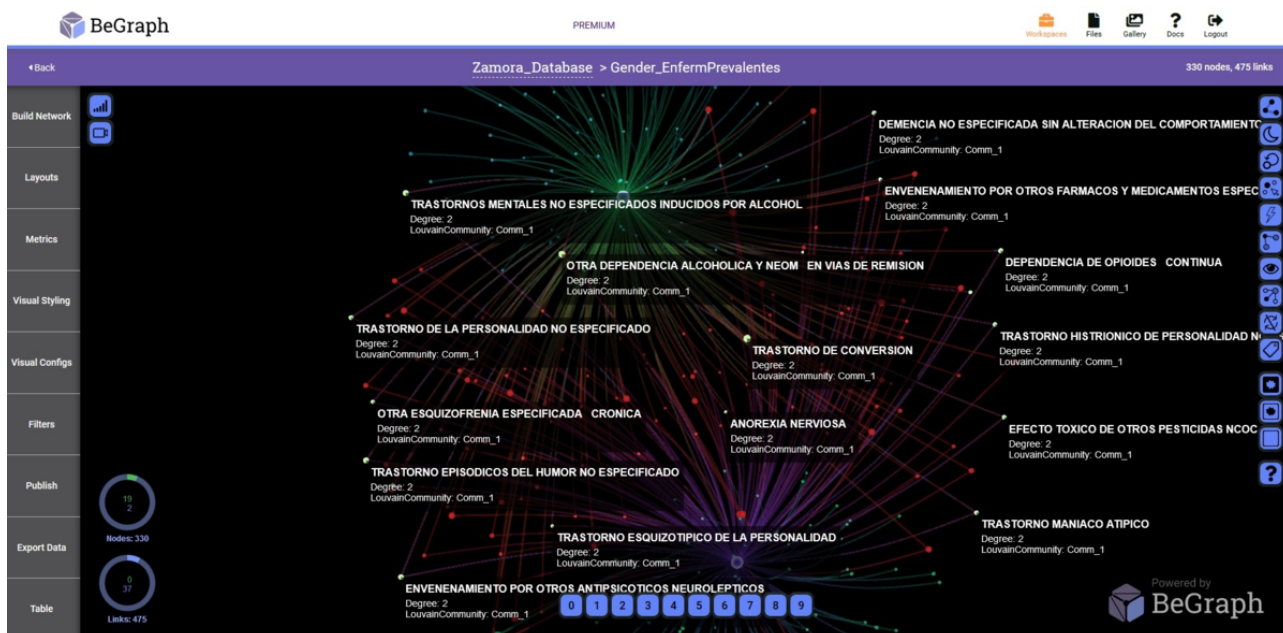 BeGraph
PREMIUM
Workspaces
Files
Gallery
Docs
Logout
Back
Zamora_Database > Gender_EnfermPrevalentes
330 nodes, 475 links
Build Network
Layouts
Metrics
Visual Styling
Visual Configs
Filters
Publish
Export Data
Table
DEMENCIA NO ESPECIFICADA SIN ALTERACION DEL COMPORTAMIENTO
Degree: 2
LouvainCommunity: Comm_1
TRASTORNOS MENTALES NO ESPECIFICADOS INDUCIDOS POR ALCOHOL
Degree: 2
LouvainCommunity: Comm_1
ENVENENAMIENTO POR OTROS FARMACOS Y MEDICAMENTOS ESPEC
Degree: 2
LouvainCommunity: Comm_1
OTRA DEPENDENCIA ALCOHOLICA Y NEOM EN VIAS DE REMISION
Degree: 2
LouvainCommunity: Comm_1
DEPENDENCIA DE OPIOIDES CONTINUA
Degree: 2
LouvainCommunity: Comm_1
TRASTORNO DE LA PERSONALIDAD NO ESPECIFICADO
Degree: 2
LouvainCommunity: Comm_1
TRASTORNO DE CONVERSION
Degree: 2
LouvainCommunity: Comm_1
TRASTORNO HISTRIONICO DE PERSONALIDAD
Degree: 2
LouvainCommunity: Comm_1
OTRA ESQUIZOFRENIA ESPECIFICADA CRONICA
Degree: 2
LouvainCommunity: Comm_1
ANOREXIA NERVIOSA
Degree: 2
LouvainCommunity: Comm_1
EFECTO TOXICO DE OTROS PESTICIDAS NCOC
Degree: 2
LouvainCommunity: Comm_1
TRASTORNO EPISODICOS DEL HUMOR NO ESPECIFICADO
Degree: 2
LouvainCommunity: Comm_1
TRASTORNO ESQUIZOTIPICO DE LA PERSONALIDAD
Degree: 2
LouvainCommunity: Comm_1
TRASTORNO MANIACO ATIPICO
Degree: 2
LouvainCommunity: Comm_1
ENVENENAMIENTO POR OTROS ANTIPSICOTICOS NEUROLEPTICOS
Degree: 2
LouvainCommunity: Comm_1
19
2
Nodes: 330
0
37
Links: 475
0 1 2 3 4 5 6 7 8 9
?
Powered by
BeGraph